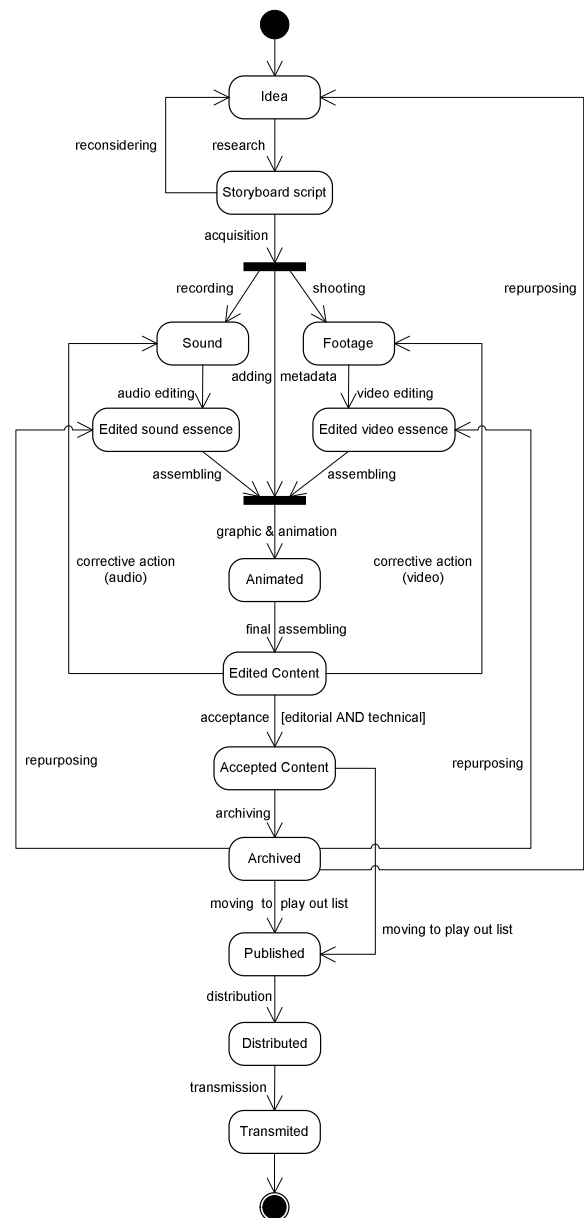 Idea
reconsidering
research
Storyboard script
acquisition
recording
shooting
repurposing
Sound
Footage
adding metadata
audio editing
video editing
Edited sound essence
Edited video essence
assembling
assembling
graphic & animation
corrective action
(audio)
corrective action
(video)
Animated
final assembling
Edited Content
acceptance [editorial AND technical]
repurposing
repurposing
Accepted Content
archiving
Archived
moving to play out list
moving to play out list
Published
distribution
Distributed
transmission
Transmited